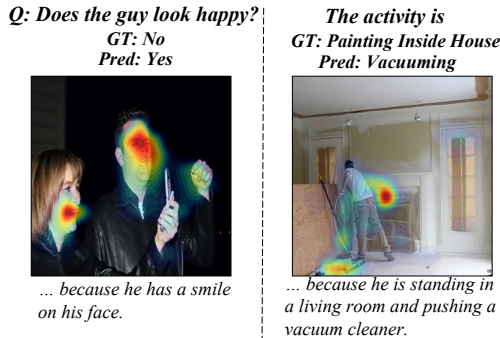 Q: Does the guy look happy?
GT: No
Pred: Yes
... because he has a smile
on his face.
The activity is
GT: Painting Inside House
Pred: Vacuuming
... because he is standing in
a living room and pushing a
vacuum cleaner.